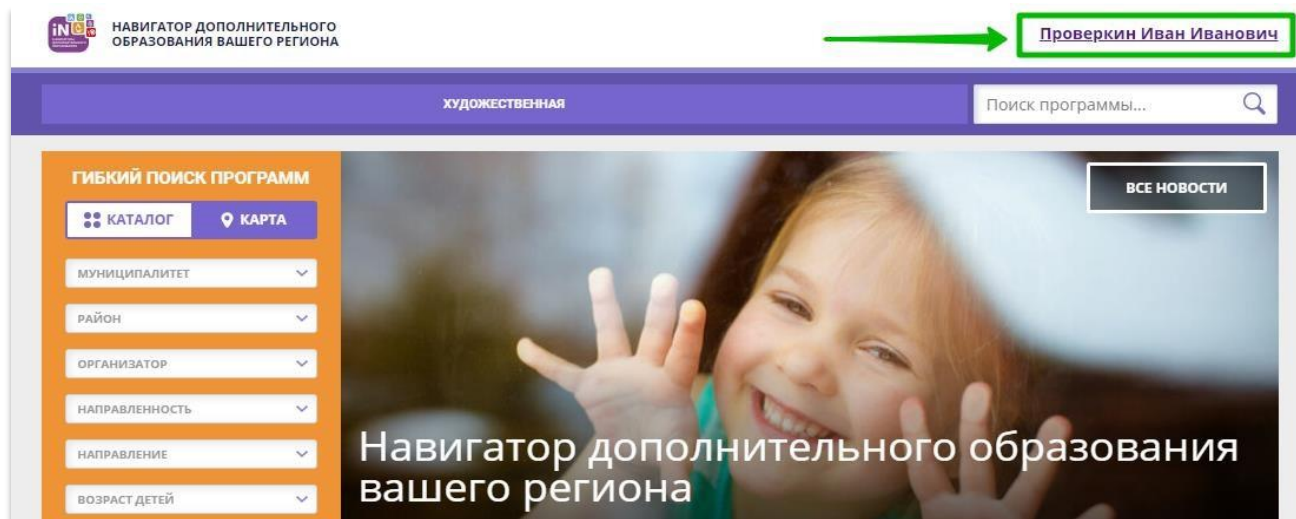 НАВИГАТОР ДОПОЛНИТЕЛЬНОГО
ОБРАЗОВАНИЯ ВАШЕГО РЕГИОНА
Проверкин Иван Иванович
ХУДОЖЕСТВЕННАЯ
Поиск программы...
ГИБКИЙ ПОИСК ПРОГРАММ
КАТАЛОГ
КАРТА
ВСЕ НОВОСТИ
МУНИЦИПАЛИТЕТ
РАЙОН
ОРГАНИЗАТОР
НАПРАВЛЕННОСТЬ
НАПРАВЛЕНИЕ
ВОЗРАСТ ДЕТЕЙ
Навигатор дополнительного образования
вашего региона